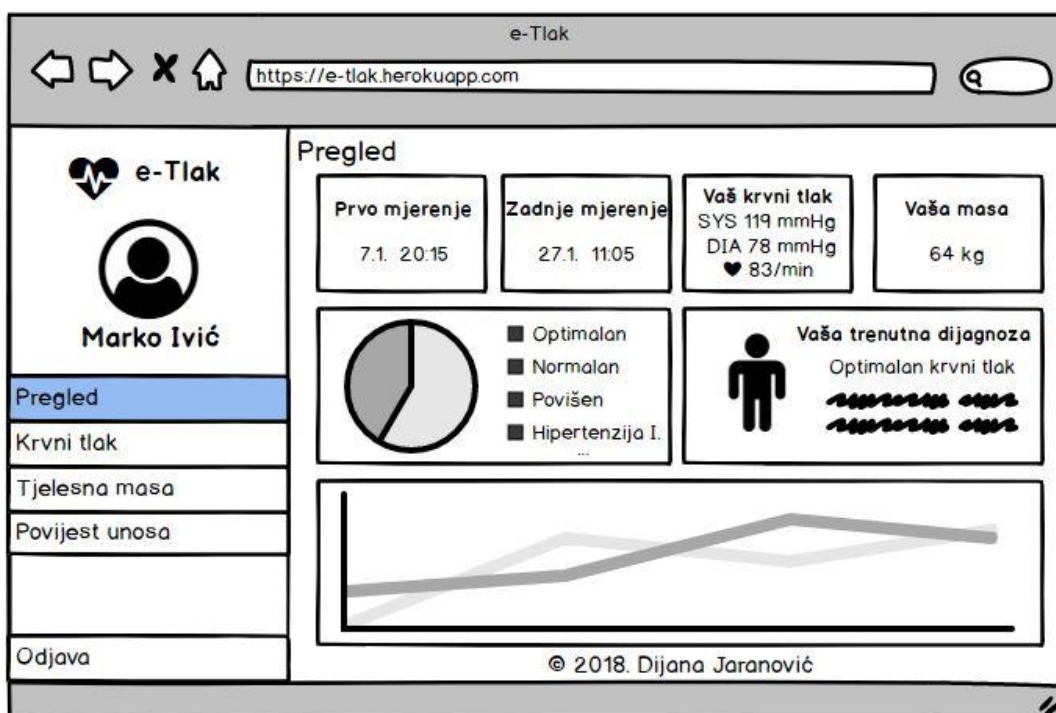 e-Tlak
https://e-tlak.herokuapp.com
e-Tlak
Marko Ivić
Pregled
Krvni tlak
Tjelesna masa
Povijest unosa
Odjava
Pregled
Prvo mjerenje
7.1. 20:15
Zadnje mjerenje
27.1. 11:05
Vaš krvni tlak
SYS 119 mmHg
DIA 78 mmHg
♥ 83/min
Vaša masa
64 kg
Optimalan
Normalan
Povišen
Hipertenzija I.
...
Vaša trenutna dijagnoza
Optimalan krvni tlak
© 2018. Dijana Jaranović